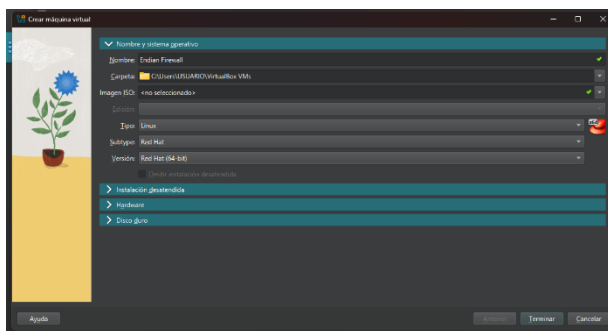 Crear máquina virtual
Nombre y sistema operativo
Nombre: Endian Firewall
Carpeta: C:\Users\USUARIO\VirtualBox VMs
Imagen ISO: <no seleccionado>
Edición:
Tipo: Linux
Subtype: Red Hat
Versión: Red Hat (64-bit)
Omitir instalación desatendida
Instalación desatendida
Hardware
Disco duro
Ayuda
Anterior Terminar Cancelar